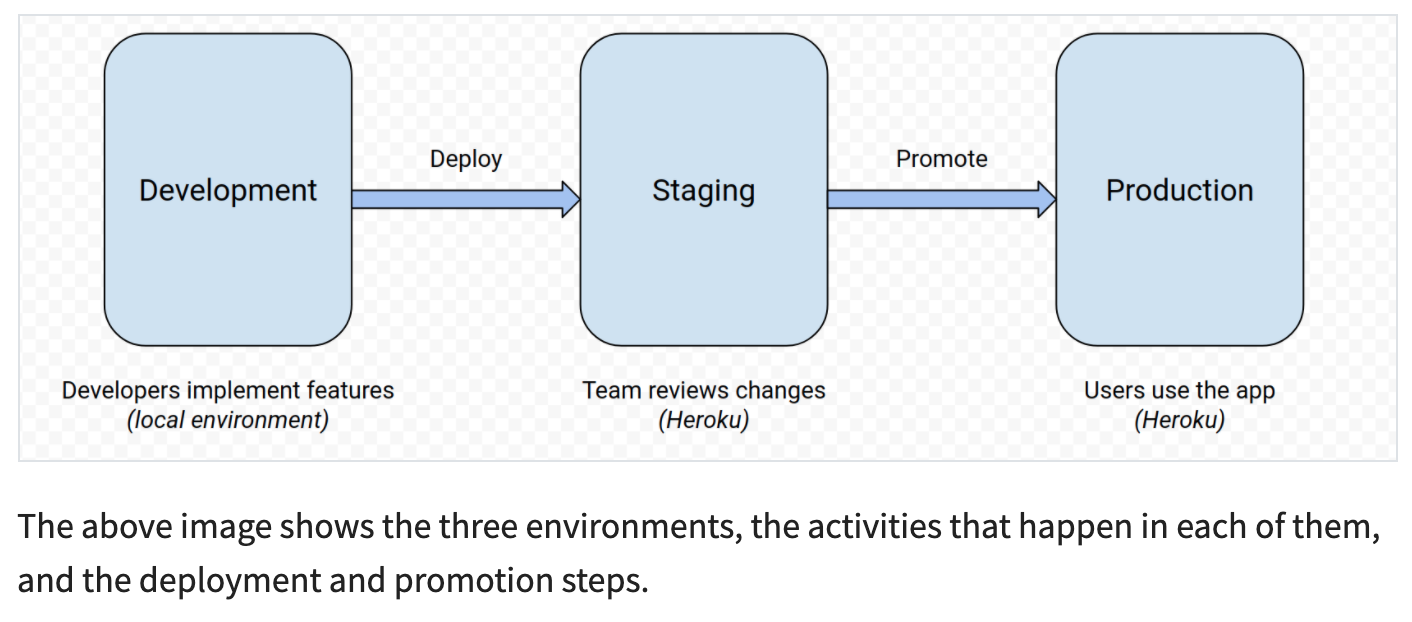 Deploy
Promote
Development
Staging
Production
Developers implement features
(local environment)
Team reviews changes
(Heroku)
Users use the app
(Heroku)
The above image shows the three environments, the activities that happen in each of them,
and the deployment and promotion steps.